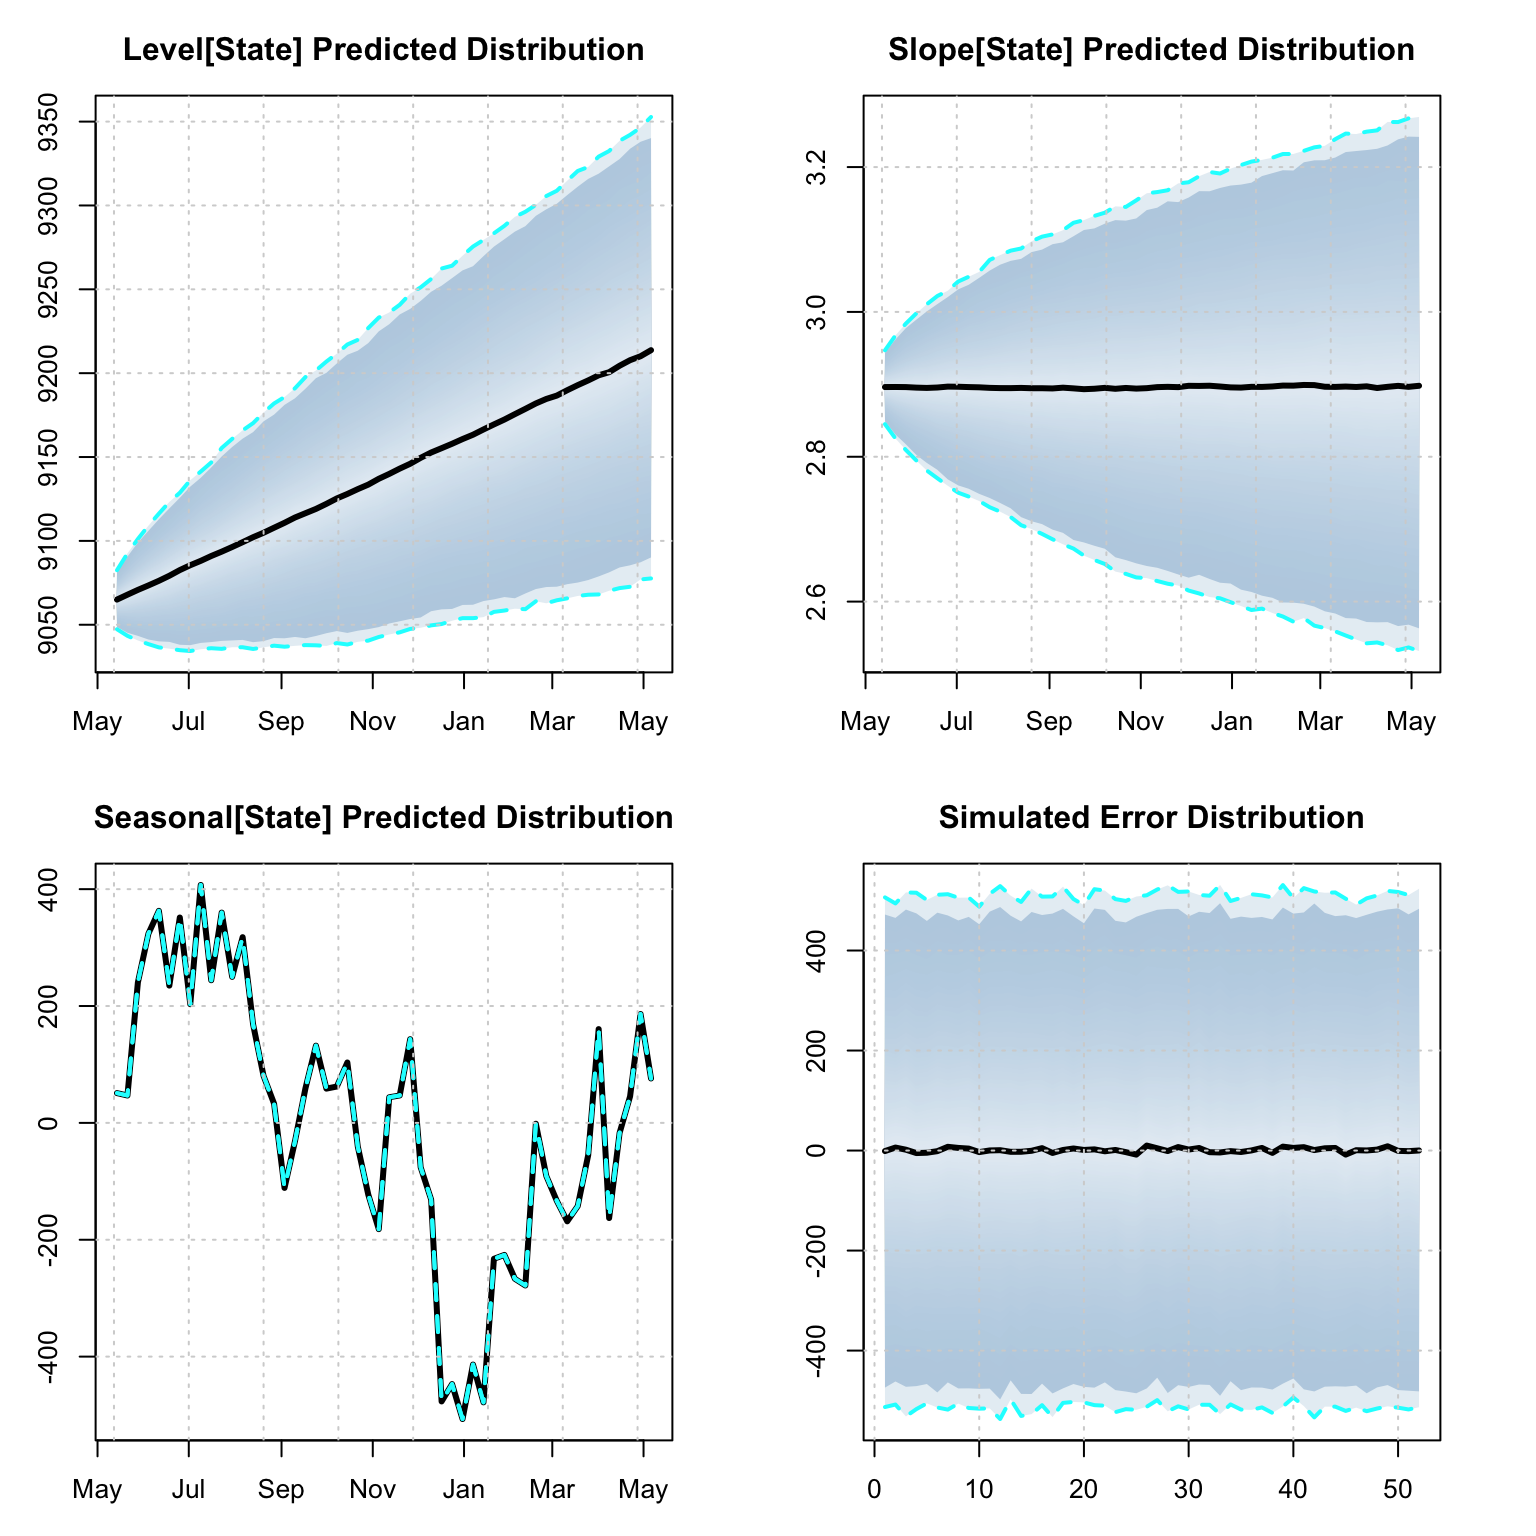 Level[State] Predicted Distribution
9350
9300
9250
9200
9150
9100
9050
May Jul Sep Nov Jan Mar May
Slope[State] Predicted Distribution
3.2
3.0
2.8
2.6
May Jul Sep Nov Jan Mar May
Seasonal[State] Predicted Distribution
400
200
0
-200
-400
May Jul Sep Nov Jan Mar May
Simulated Error Distribution
400
200
0
-200
-400
0 10 20 30 40 50